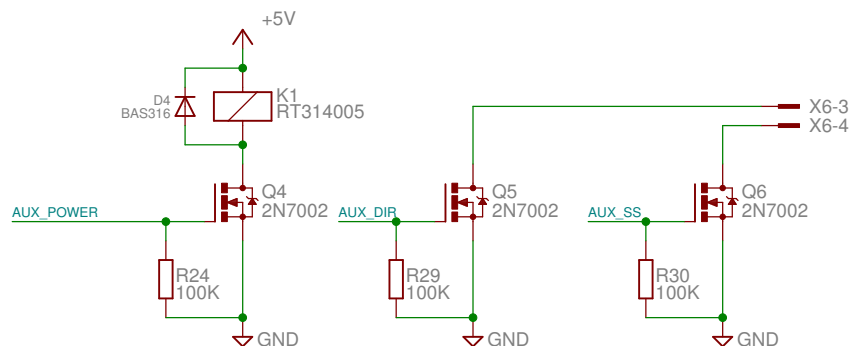 +5V
D4
BAS316
K1
RT314005
X6-3
X6-4
Q4
2N7002
Q5
2N7002
Q6
2N7002
AUX_POWER
AUX_DIR
AUX_SS
R24
100K
R29
100K
R30
100K
GND
GND
GND